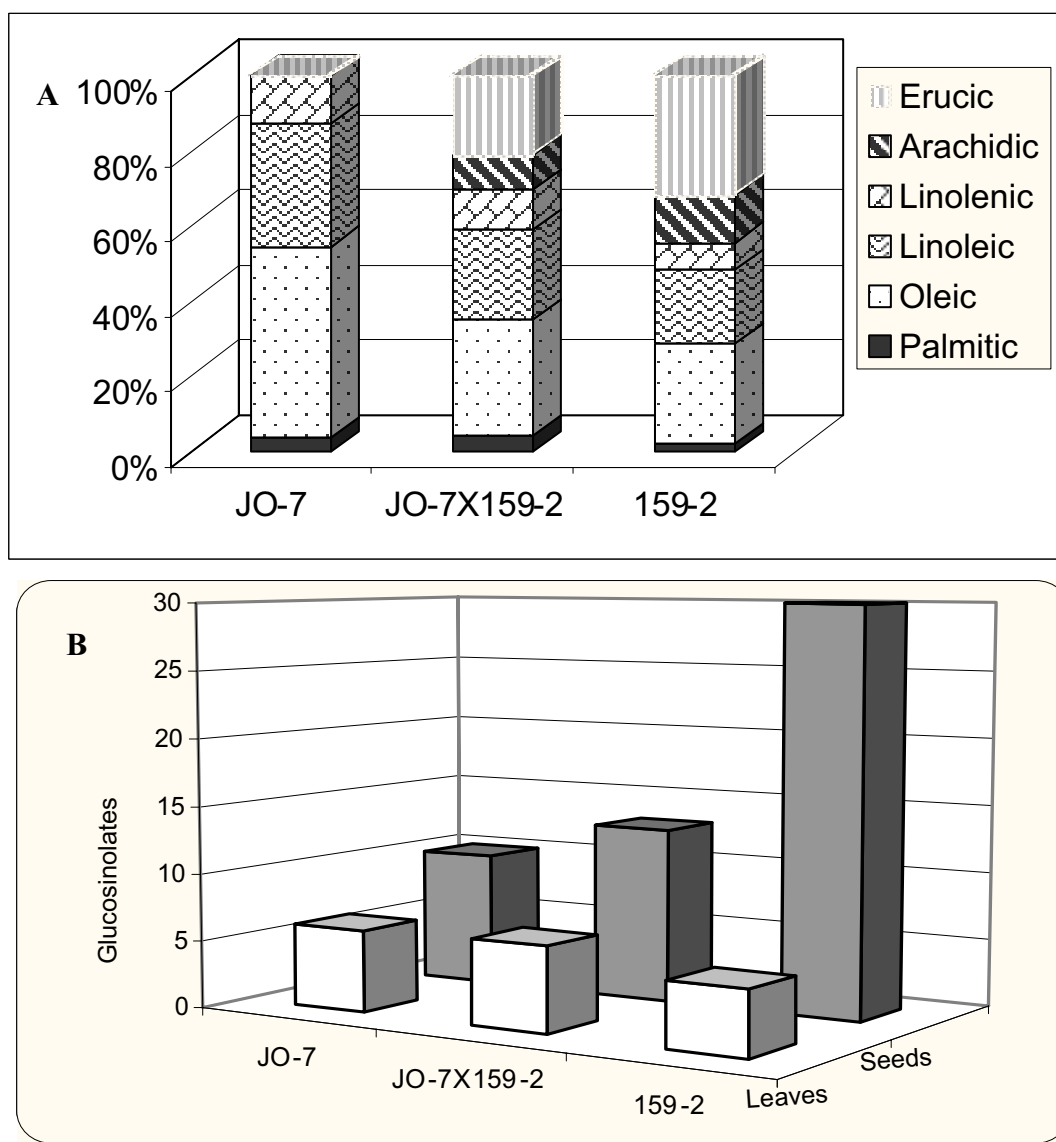 A
100%
80%
60%
40%
20%
0%
JO-7 JO-7X159-2 159-2
Erucic
Arachidic
Linolenic
Linoleic
Oleic
Palmitic
B
Glucosinolates
30
25
20
15
10
5
0
JO-7
JO-7X159-2
159-2
Leaves
Seeds